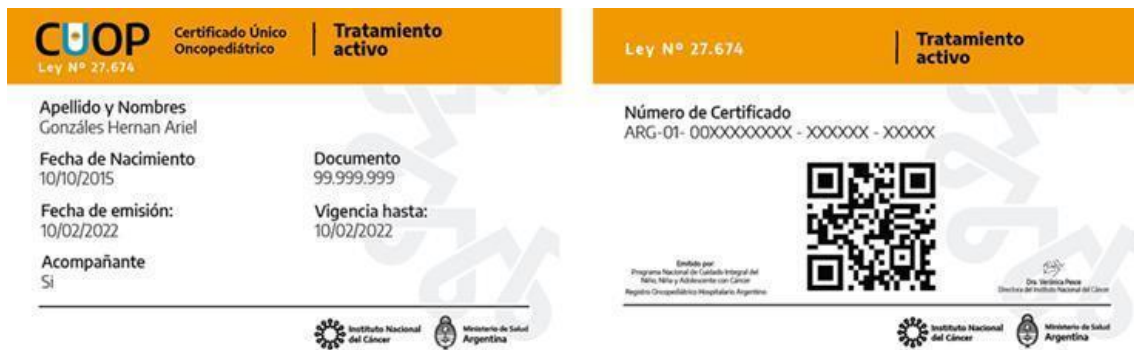 CUOP
Ley Nº 27.674
Certificado Único
Oncopediátrico
Tratamiento
activo
Apellido y Nombres
Gonzáles Hernan Ariel
Fecha de Nacimiento
10/10/2015
Documento
99.999.999
Fecha de emisión:
10/02/2022
Vigencia hasta:
10/02/2022
Acompañante
Si
Instituto Nacional
del Cáncer
Ministerio de Salud
Argentina
Ley Nº 27.674
Tratamiento
activo
Número de Certificado
ARG-01- 00XXXXXXXX - XXXXXX - XXXXX
Emitido por:
Programa Nacional de Cuidado Integral del
Niño, Niña y Adolescente con Cáncer
Registro Oncopediátrico Hospitalario Argentino
Dra. Verónica Pesce
Directora del Instituto Nacional del Cáncer
Instituto Nacional
del Cáncer
Ministerio de Salud
Argentina